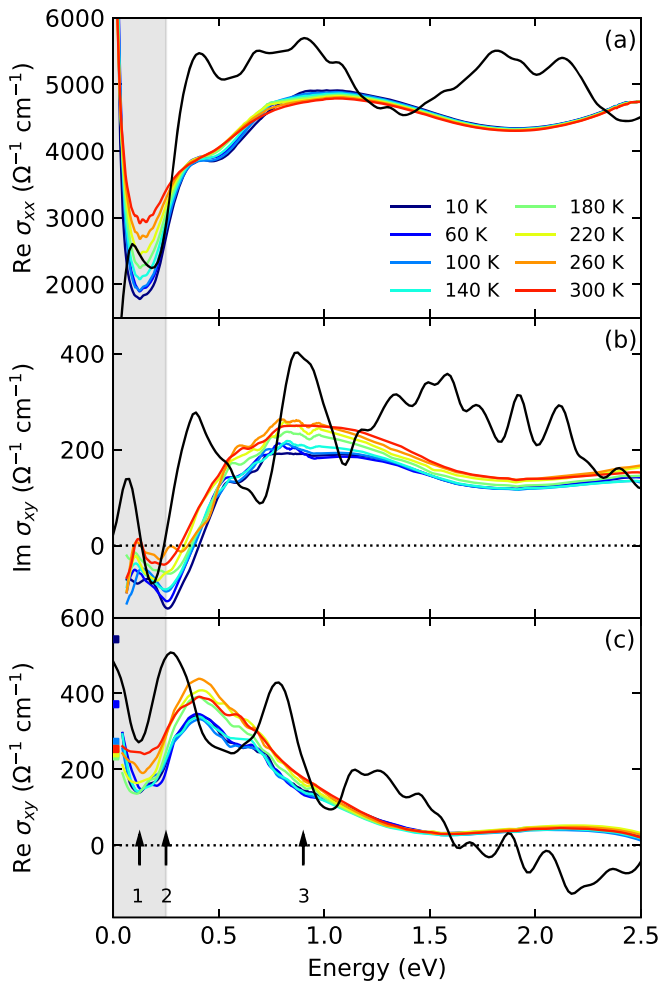 6000
5000
4000
3000
2000
Re σxx (Ω−1 cm−1)
(a)
10 K
60 K
100 K
140 K
180 K
220 K
260 K
300 K
400
200
0
Im σxy (Ω−1 cm−1)
(b)
600
400
200
0
Re σxy (Ω−1 cm−1)
(c)
1
2
3
0.0 0.5 1.0 1.5 2.0 2.5
Energy (eV)